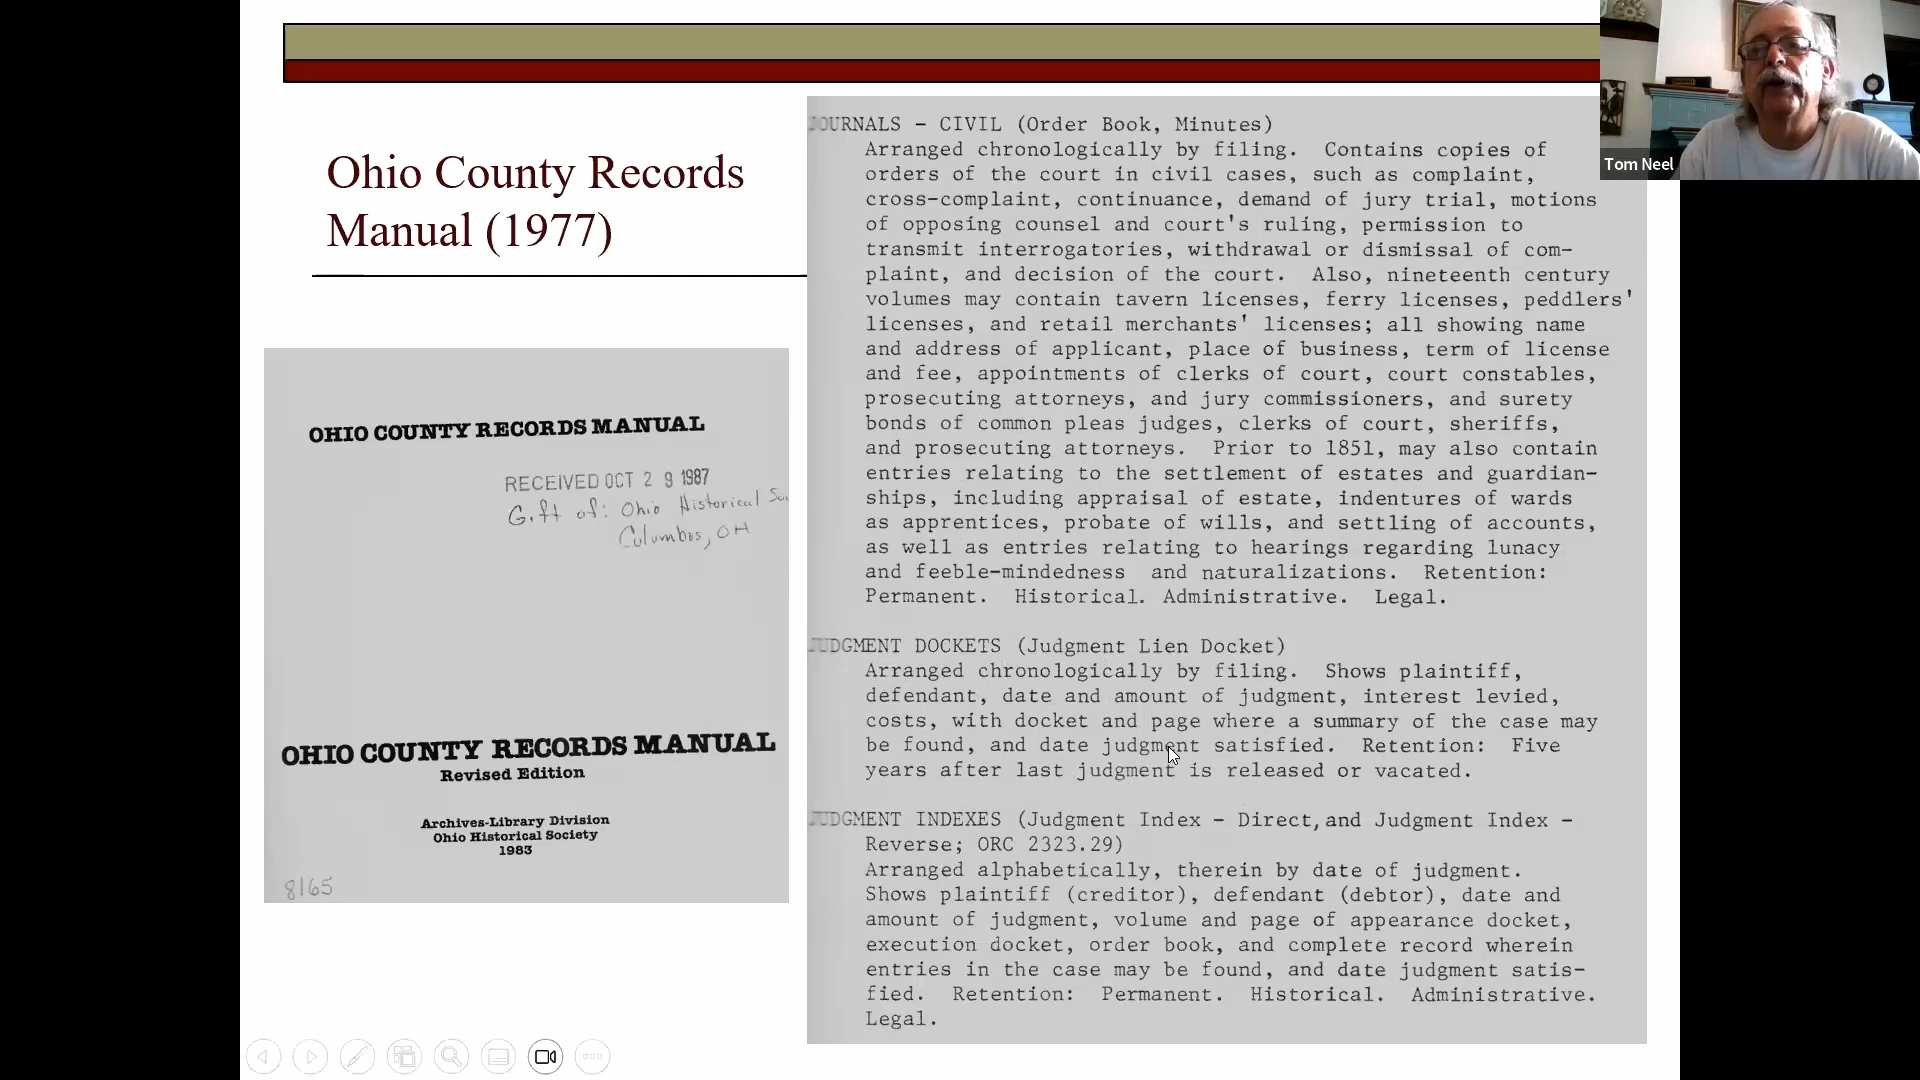 Ohio County Records
Manual (1977)
OHIO COUNTY RECORDS MANUAL
RECEIVED OCT 29 1987
Gift of: Ohio Historical
Columbus, OH
OHIO COUNTY RECORDS MANUAL
Revised Edition
Archives-Library Division
Ohio Historical Society
1983
8165
JOURNALS - CIVIL (Order Book, Minutes)
Arranged chronologically by filing. Contains copies of
orders of the court in civil cases, such as complaint,
cross-complaint, continuance, demand of jury trial, motions
of opposing counsel and court's ruling, permission to
transmit interrogatories, withdrawal or dismissal of com-
plaint, and decision of the court. Also, nineteenth century
volumes may contain tavern licenses, ferry licenses, peddlers'
licenses, and retail merchants' licenses; all showing name
and address of applicant, place of business, term of license
and fee, appointments of clerks of court, court constables,
prosecuting attorneys, and jury commissioners, and surety
bonds of common pleas judges, clerks of court, sheriffs,
and prosecuting attorneys. Prior to 1851, may also contain
entries relating to the settlement of estates and guardian-
ships, including appraisal of estate, indentures of wards
as apprentices, probate of wills, and settling of accounts,
as well as entries relating to hearings regarding lunacy
and feeble-mindedness and naturalizations. Retention:
Permanent. Historical. Administrative. Legal.
JUDGMENT DOCKETS (Judgment Lien Docket)
Arranged chronologically by filing. Shows plaintiff,
defendant, date and amount of judgment, interest levied,
costs, with docket and page where a summary of the case may
be found, and date judgment satisfied. Retention: Five
years after last judgment is released or vacated.
JUDGMENT INDEXES (Judgment Index - Direct, and Judgment Index -
Reverse; ORC 2323.29)
Arranged alphabetically, therein by date of judgment.
Shows plaintiff (creditor), defendant (debtor), date and
amount of judgment, volume and page of appearance docket,
execution docket, order book, and complete record wherein
entries in the case may be found, and date judgment satis-
fied. Retention: Permanent. Historical. Administrative.
Legal.
Tom Neel